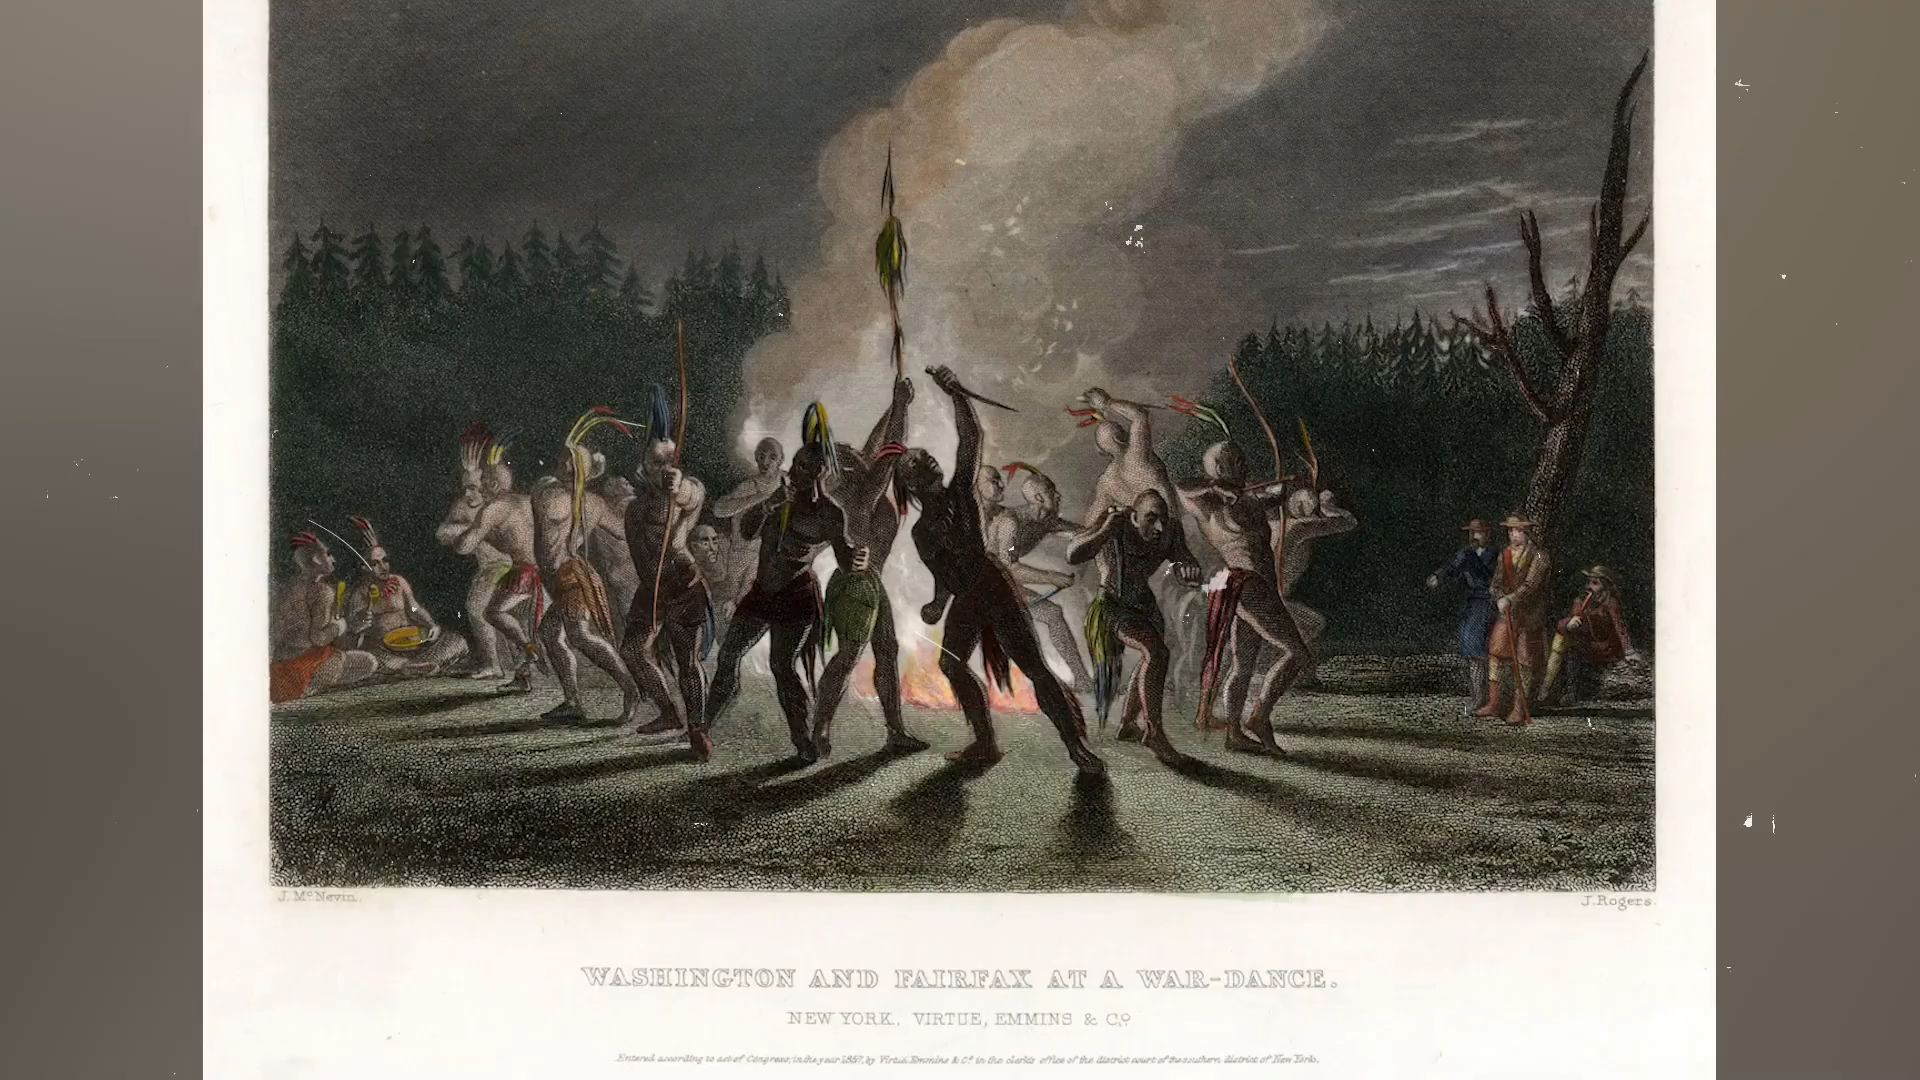 J. McNevin.
J. Rogers.
WASHINGTON AND FAIRFAX AT A WAR-DANCE.
NEW YORK, VIRTUE, EMMINS & Co.
Entered according to act of Congress, in the year 1857, by Virtue, Emmins & Co. in the clerk's office of the district court of the southern district of New York.